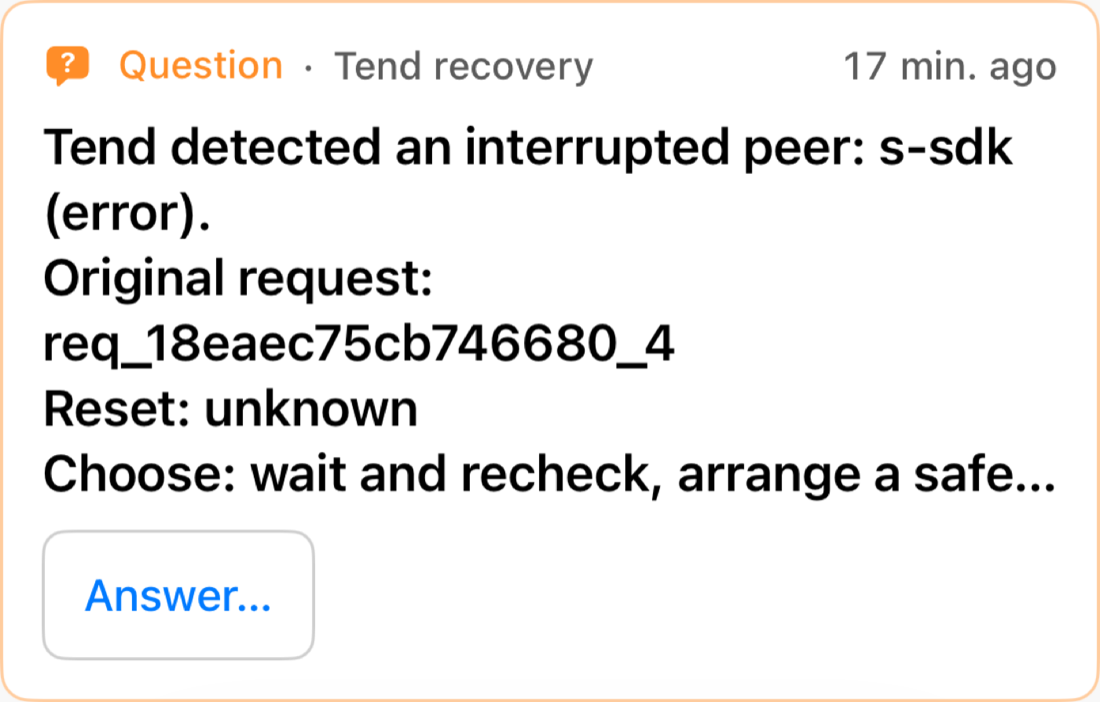 ? Question · Tend recovery 17 min. ago
Tend detected an interrupted peer: s-sdk
(error).
Original request:
req_18eaec75cb746680_4
Reset: unknown
Choose: wait and recheck, arrange a safe...
Answer...